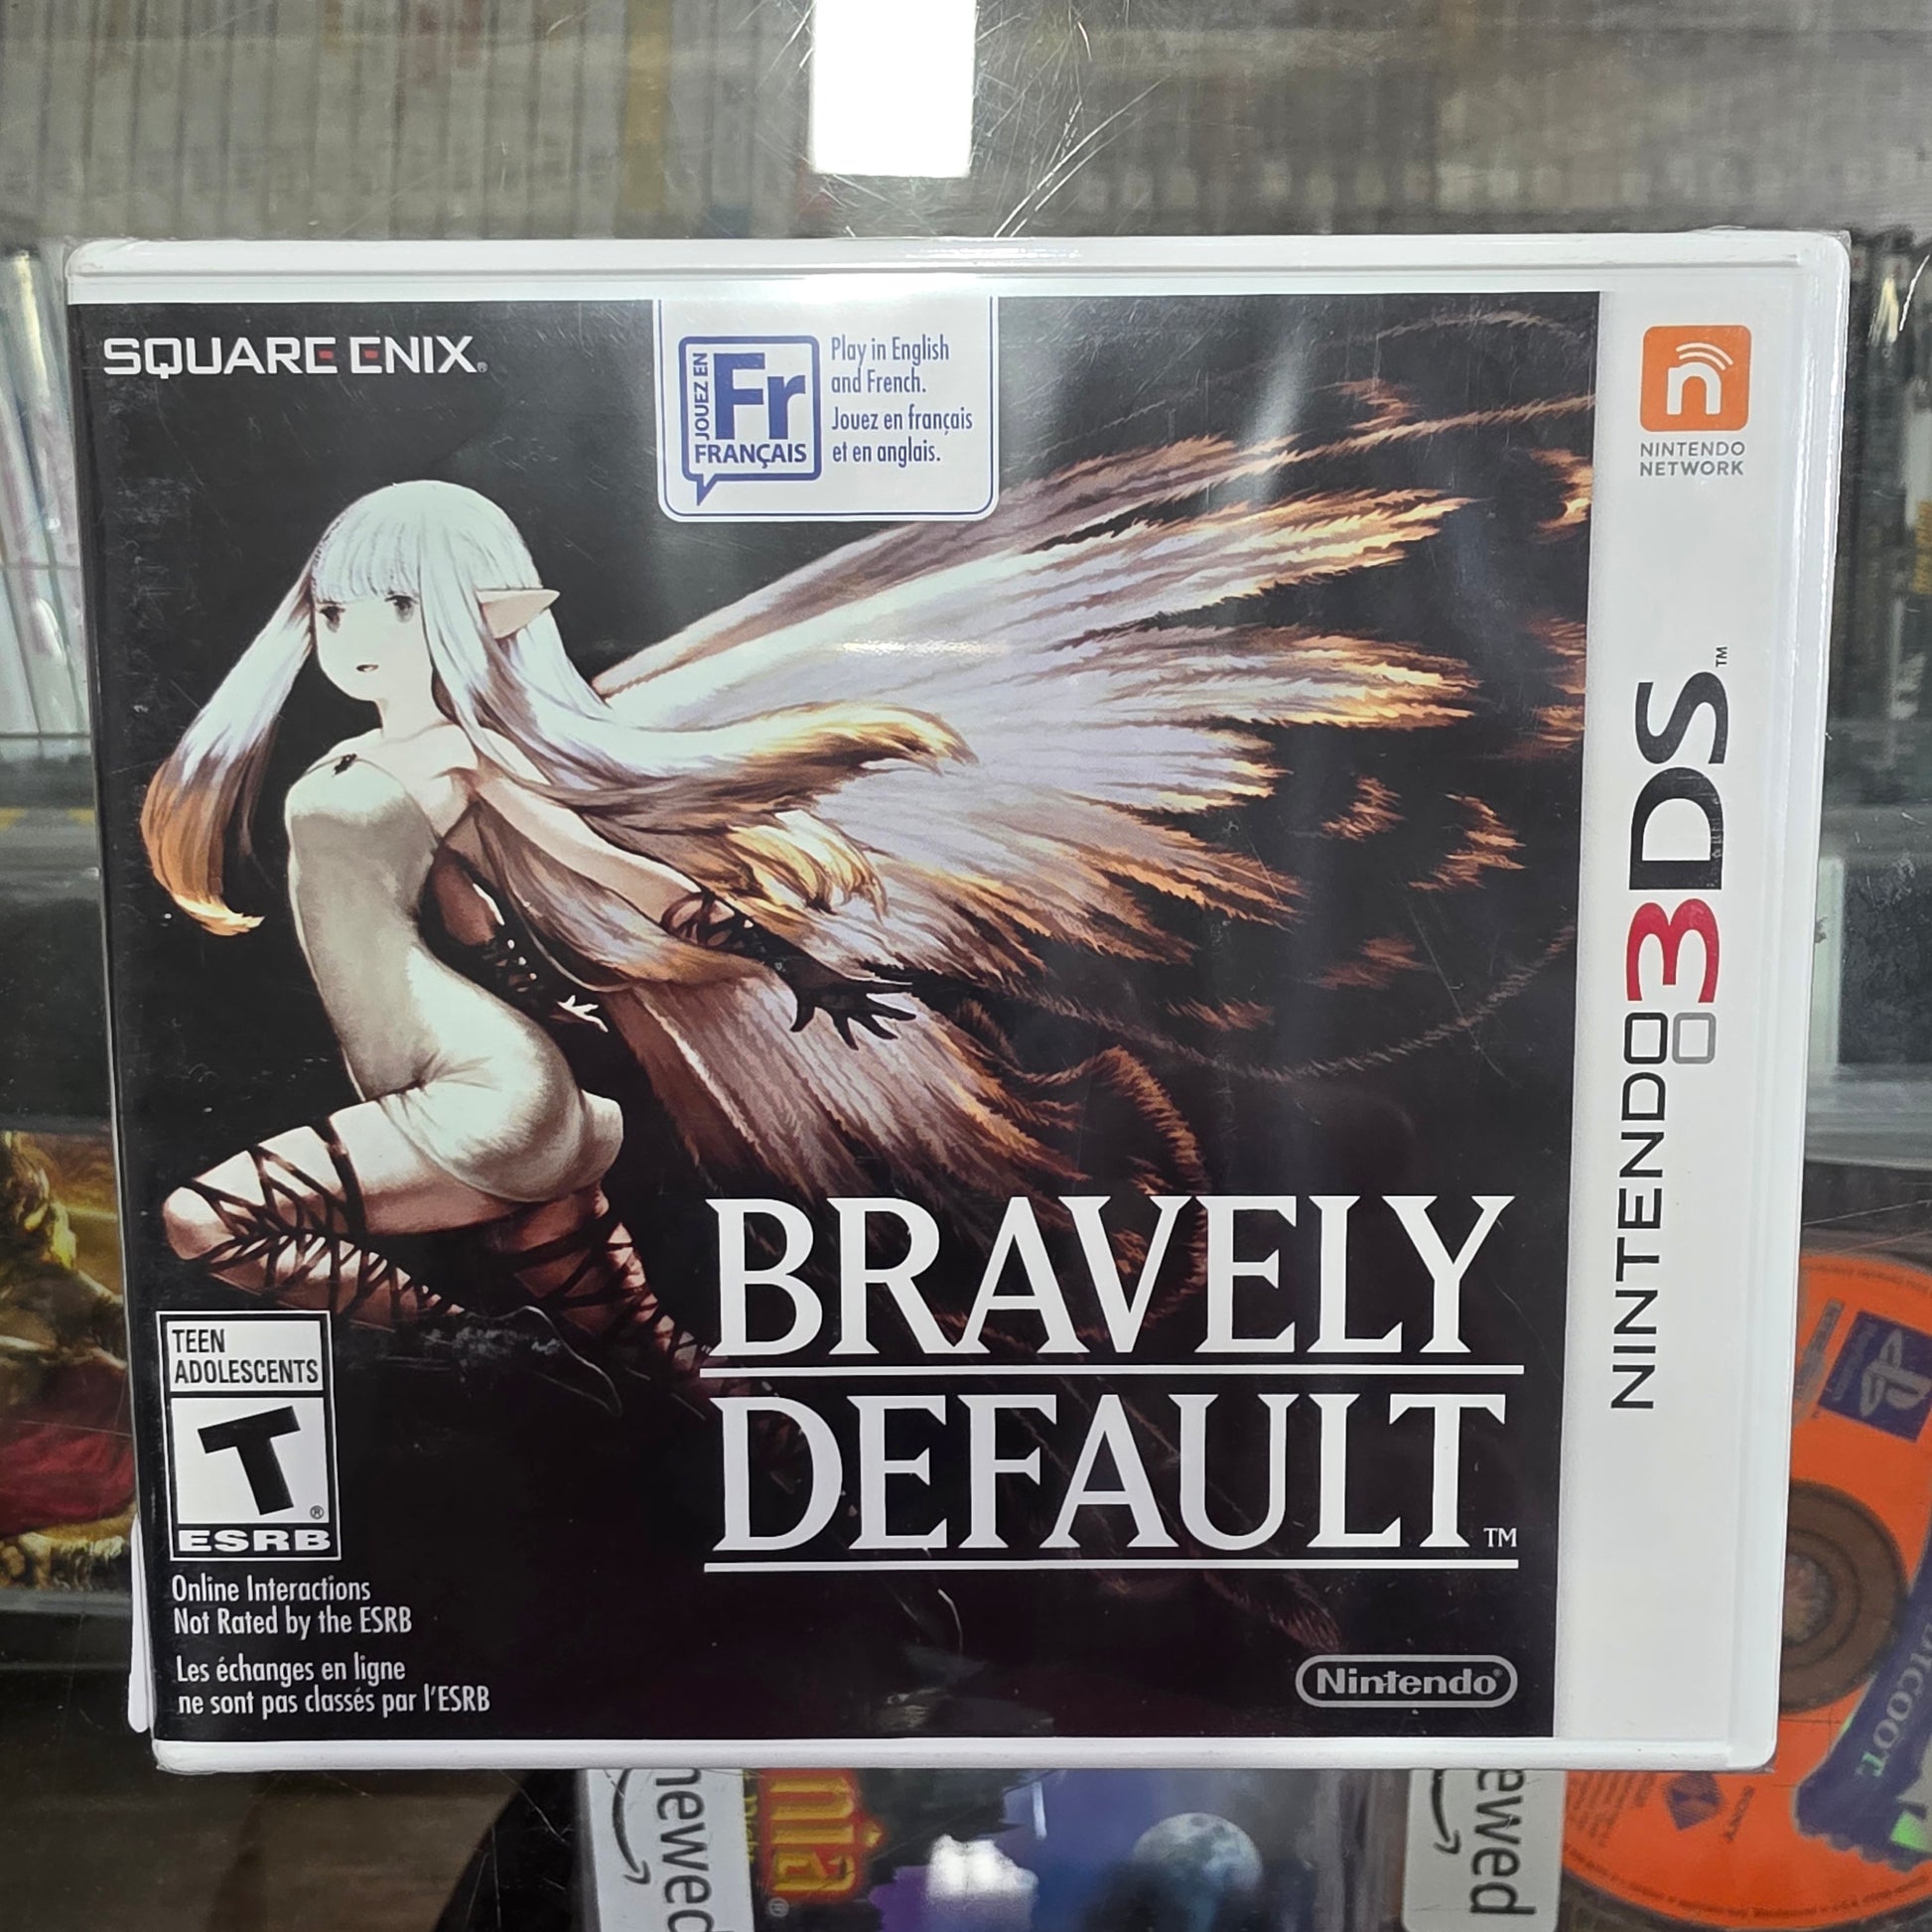 SQUARE ENIX®
JOUEZ EN
Fr
FRANÇAIS
Play in English
and French.
Jouez en français
et en anglais.
n
NINTENDO
NETWORK
NINTENDO 3DS™
BRAVELY
DEFAULT™
TEEN
ADOLESCENTS
T®
ESRB
Online Interactions
Not Rated by the ESRB
Les échanges en ligne
ne sont pas classés par l'ESRB
Nintendo®
SONY